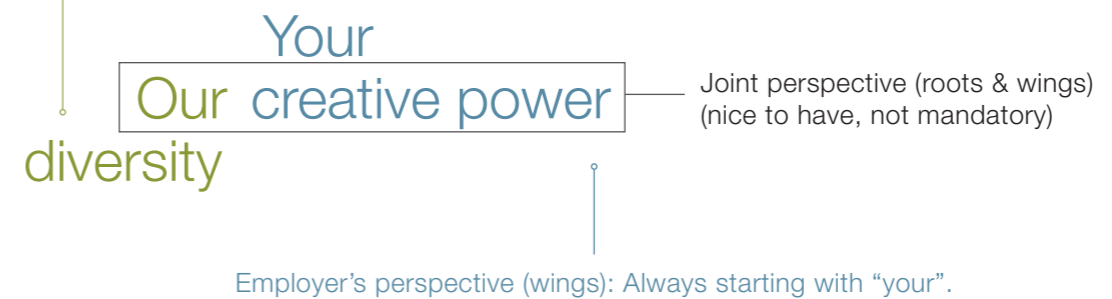 Your
Our creative power
diversity
Joint perspective (roots & wings)
(nice to have, not mandatory)
Employer’s perspective (wings): Always starting with “your”.